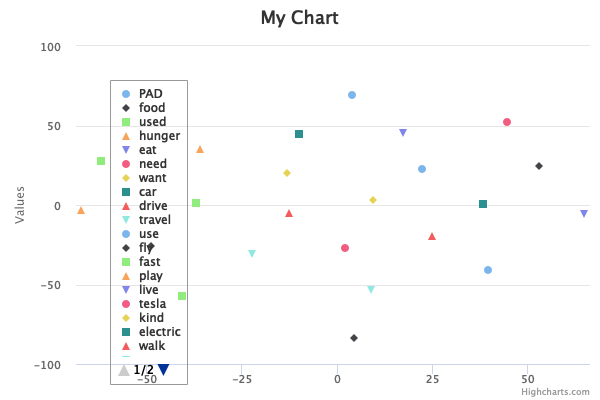 My Chart
100
50
0
-50
-100
Values
PAD
food
used
hunger
eat
need
want
car
drive
travel
use
fly
fast
play
live
tesla
kind
electric
walk
1/2
-50
-25
0
25
50
Highcharts.com